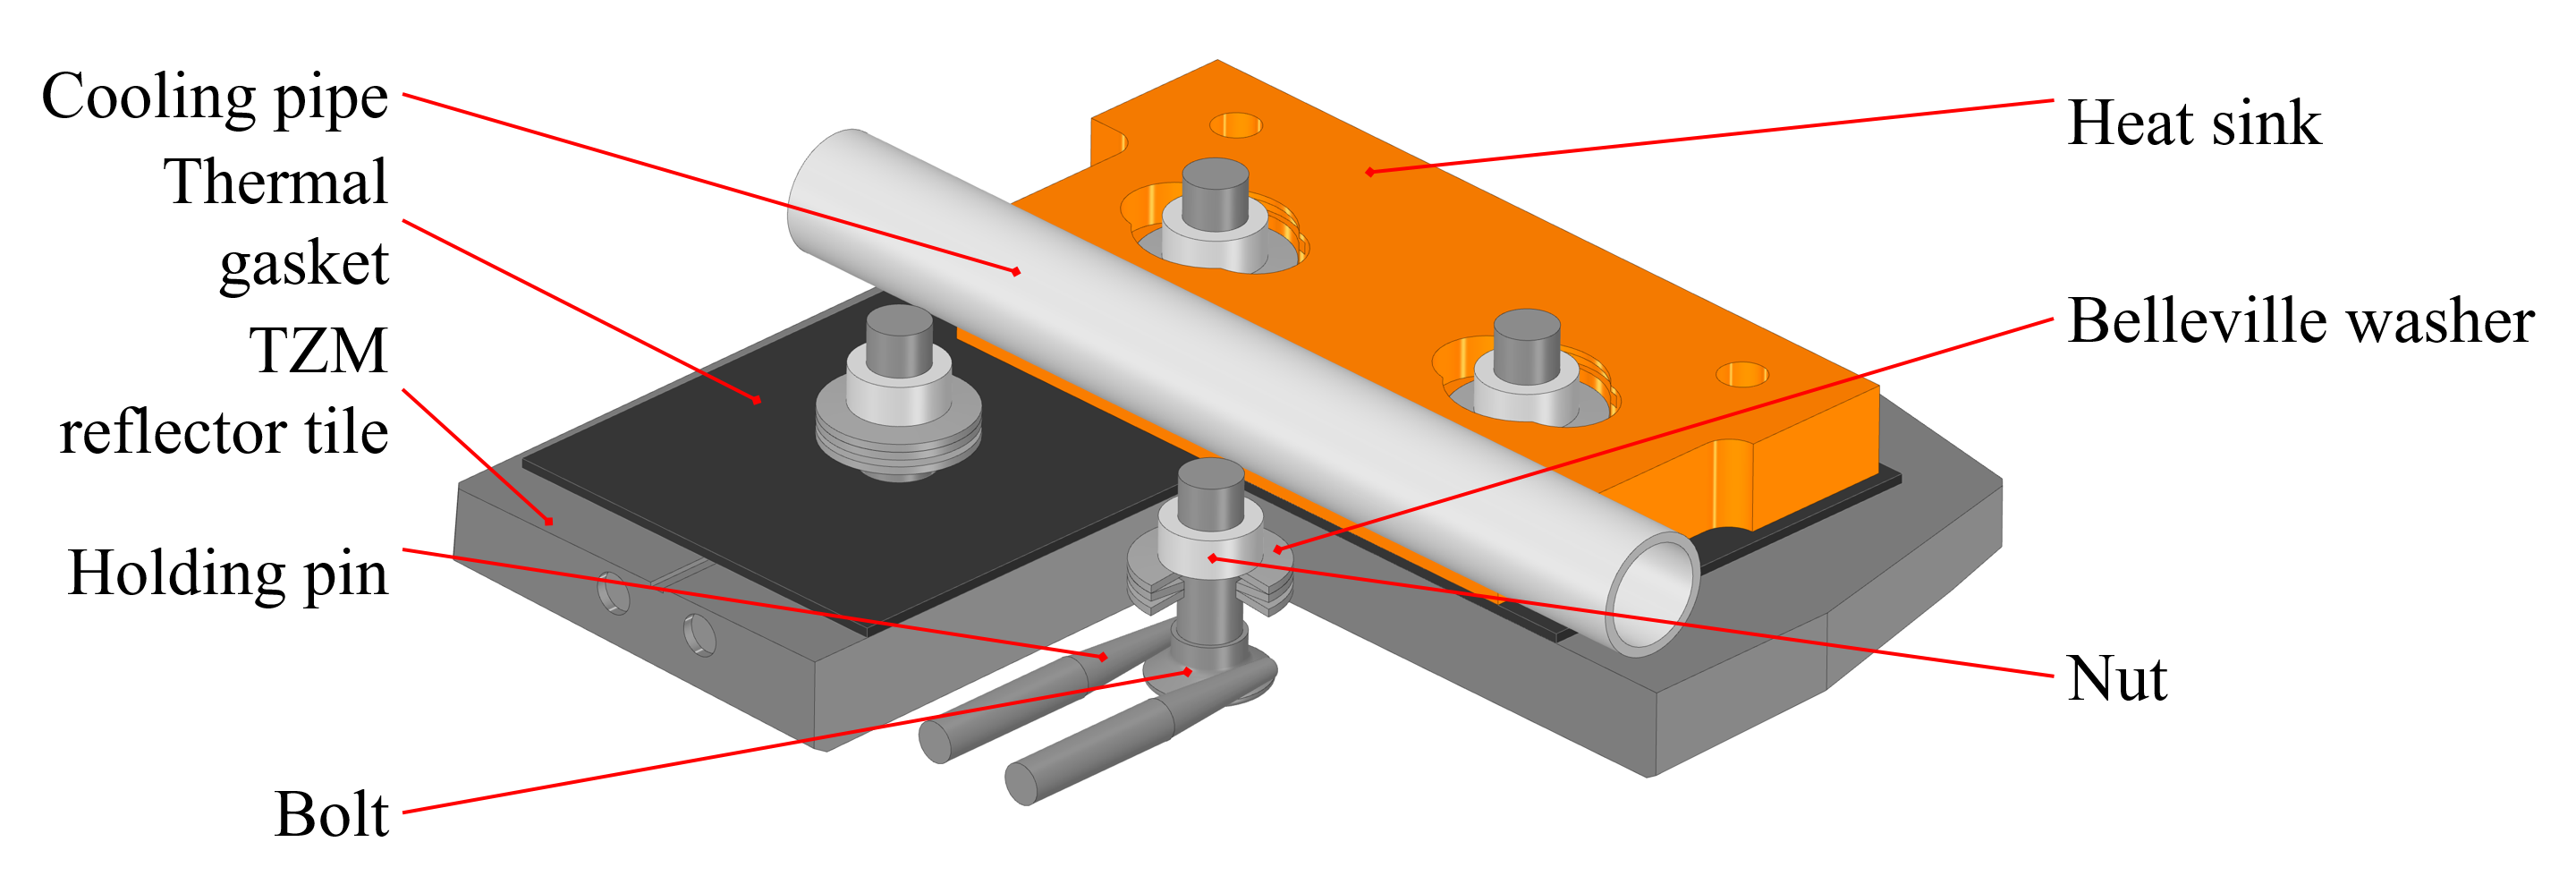 Cooling pipe
Thermal
gasket
TZM
reflector tile
Holding pin
Bolt
Heat sink
Belleville washer
Nut